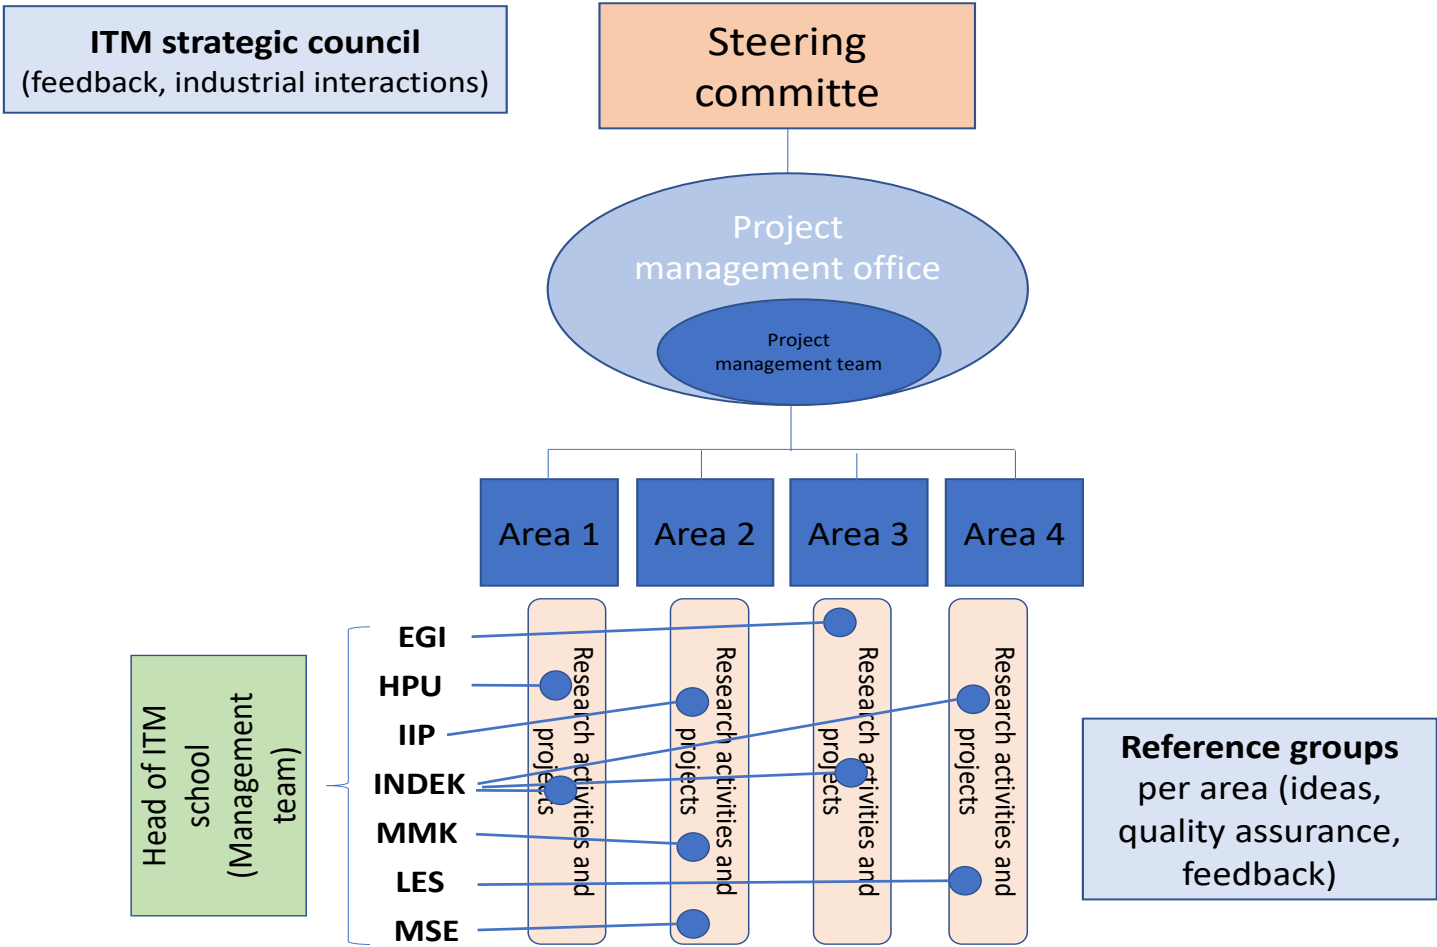 ITM strategic council
(feedback, industrial interactions)
Steering
committe
Project
management office
Project
management team
Area 1
Area 2
Area 3
Area 4
Research activities and
projects
Research activities and
projects
Research activities and
projects
Research activities and
projects
EGI
HPU
IIP
INDEK
MMK
LES
MSE
Head of ITM
school
(Management
team)
Reference groups
per area (ideas,
quality assurance,
feedback)